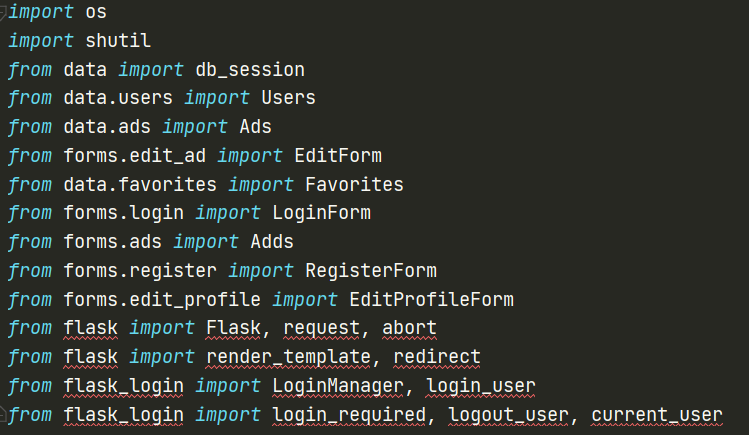 import os
import shutil
from data import db_session
from data.users import Users
from data.ads import Ads
from forms.edit_ad import EditForm
from data.favorites import Favorites
from forms.login import LoginForm
from forms.ads import Adds
from forms.register import RegisterForm
from forms.edit_profile import EditProfileForm
from flask import Flask, request, abort
from flask import render_template, redirect
from flask_login import LoginManager, login_user
from flask_login import login_required, logout_user, current_user